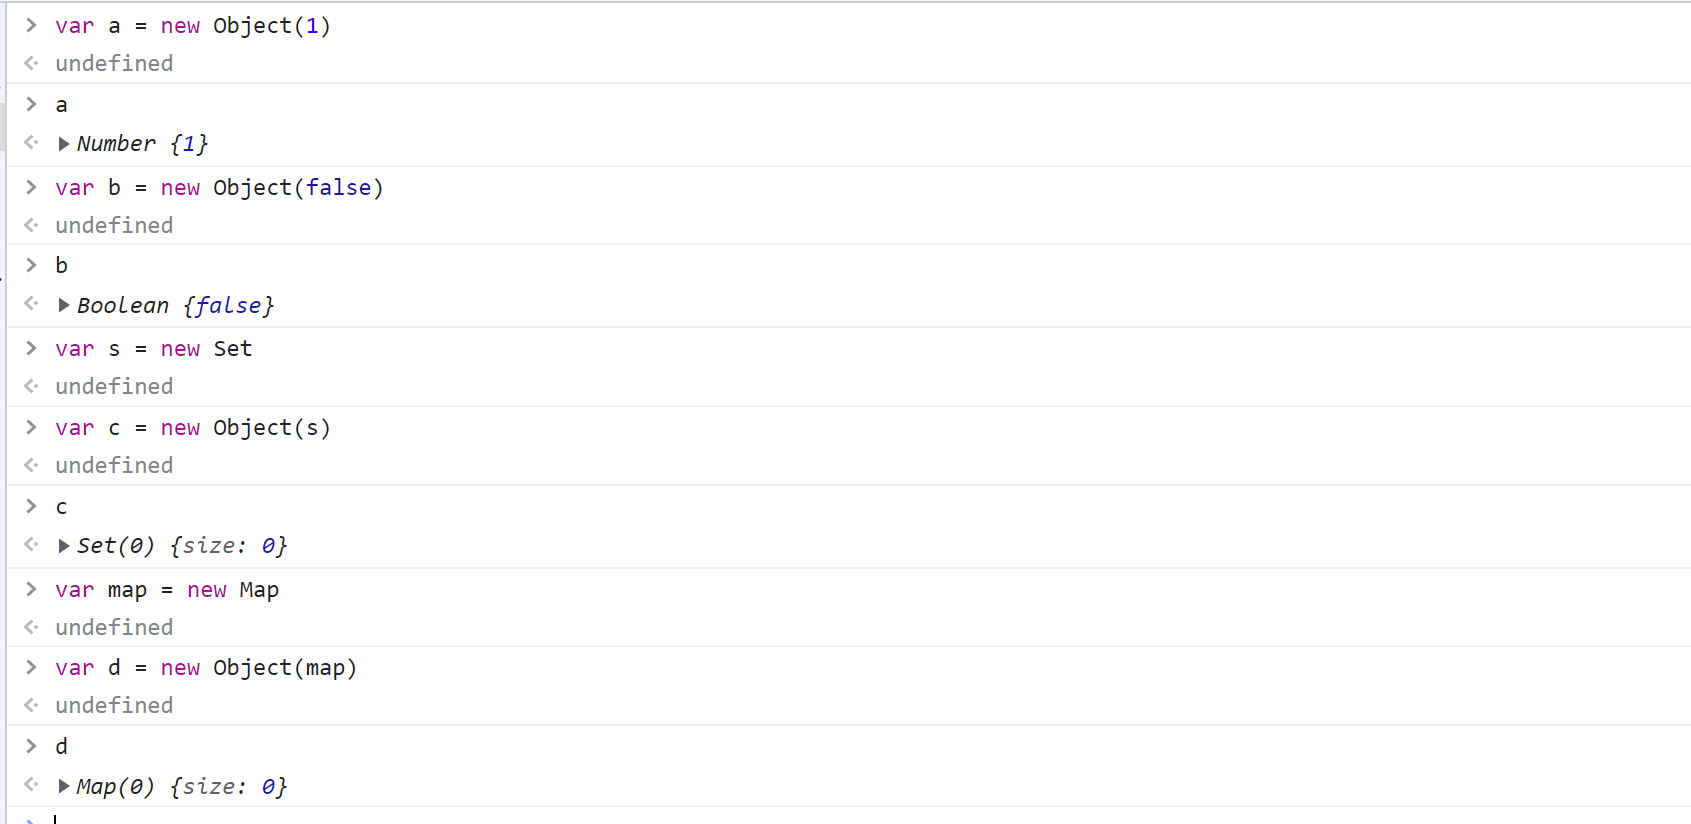 > var a = new Object(1)
undefined
> a
Number {1}
> var b = new Object(false)
undefined
> b
Boolean {false}
> var s = new Set
undefined
> var c = new Object(s)
undefined
> c
Set(0) {size: 0}
> var map = new Map
undefined
> var d = new Object(map)
undefined
> d
Map(0) {size: 0}